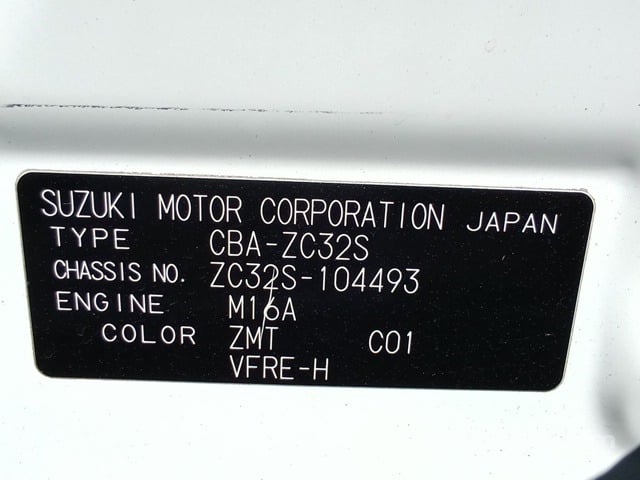 SUZUKI MOTOR CORPORATION JAPAN
TYPE CBA-ZC32S
CHASSIS NO. ZC32S-104493
ENGINE M16A
COLOR ZMT C01
VFRE-H